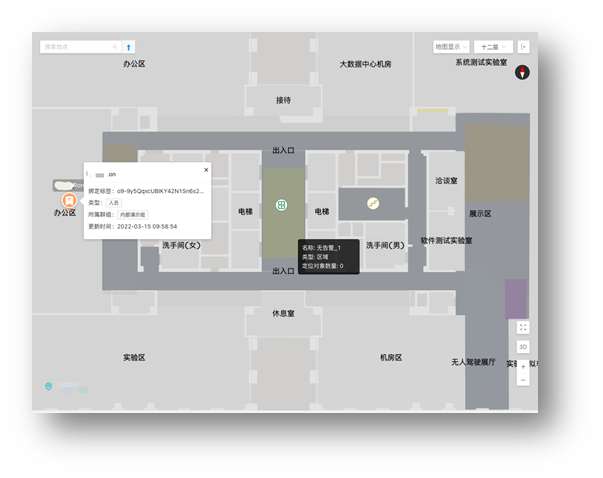 搜索地点
地图显示
十二层
办公区
大数据中心机房
系统测试实验室
接待
出入口
.on
绑定标签：o9-9y5QqxcUBIKY42N15n6s2...
类型：人员
所属群组：内部演示组
更新时间：2022-03-15 09:58:54
办公区
电梯
电梯
洽谈室
展示区
洗手间(女)
洗手间(男)
软件测试实验室
名称: 无告警_1
类型: 区域
定位对象数量: 0
出入口
休息室
3D
实验区
机房区
无人驾驶展厅
+
−